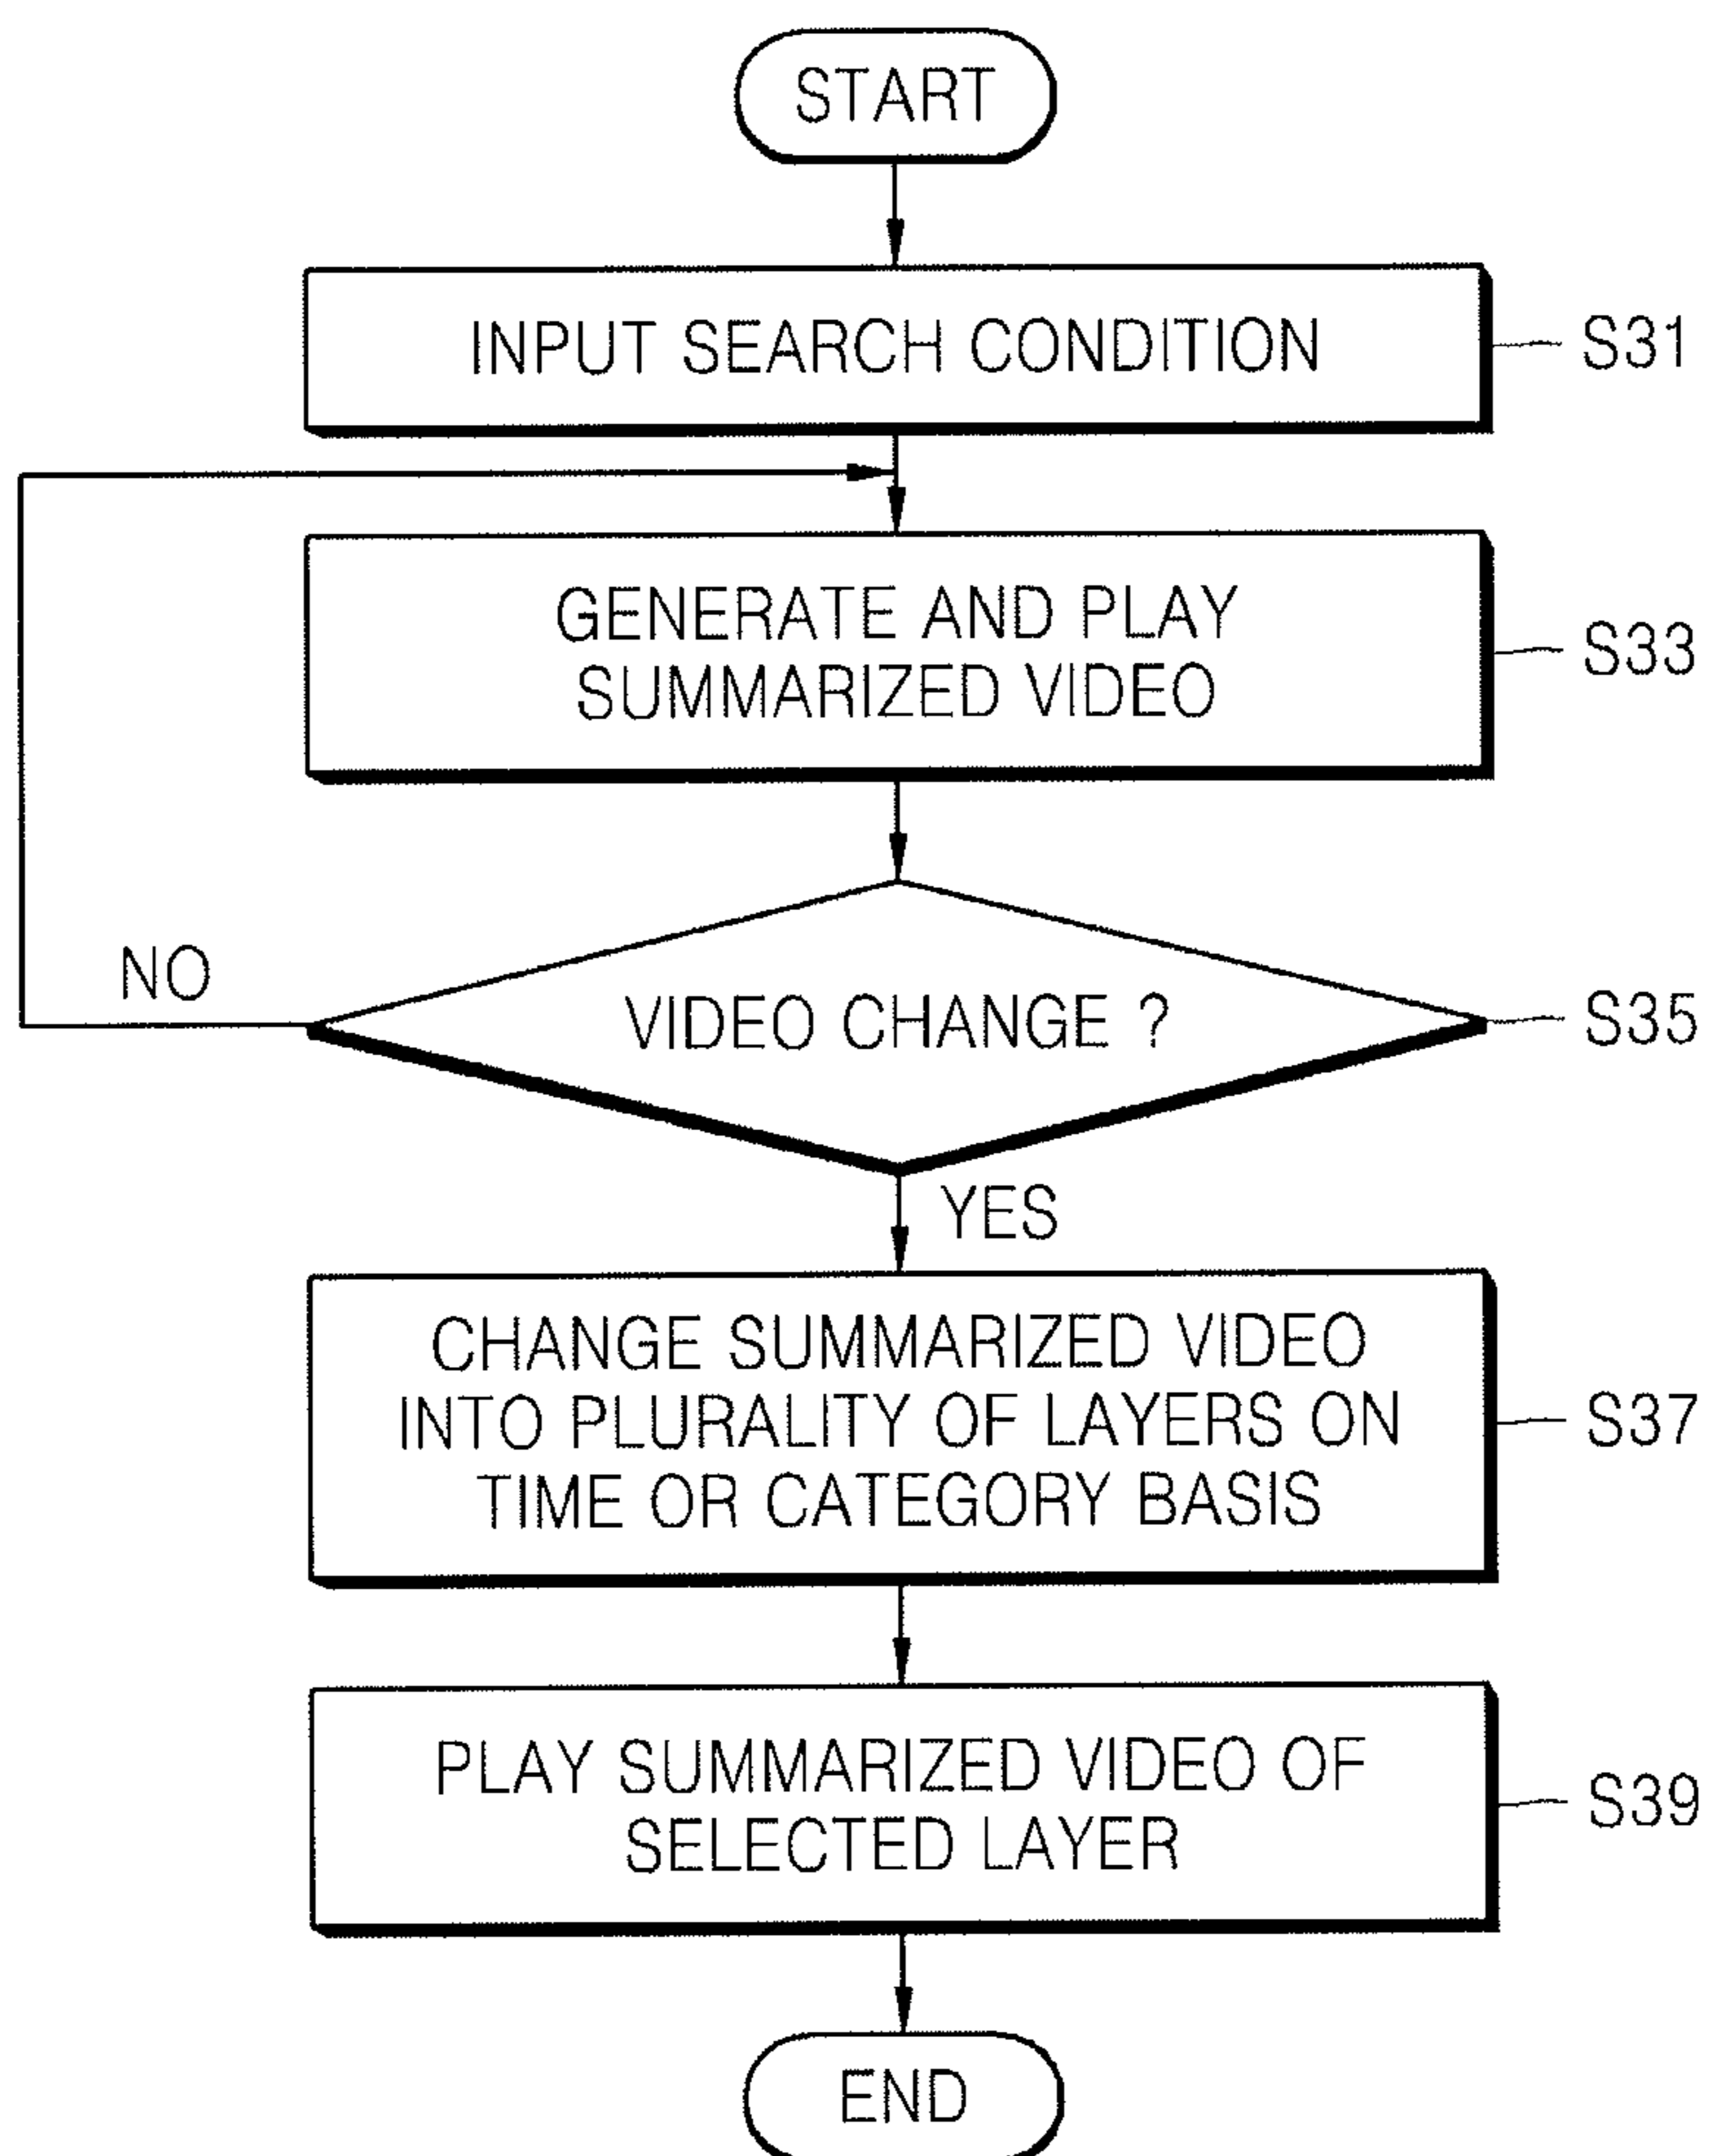 START
INPUT SEARCH CONDITION
S31
GENERATE AND PLAY
SUMMARIZED VIDEO
S33
NO
VIDEO CHANGE ?
S35
YES
CHANGE SUMMARIZED VIDEO
INTO PLURALITY OF LAYERS ON
TIME OR CATEGORY BASIS
S37
PLAY SUMMARIZED VIDEO OF
SELECTED LAYER
S39
END